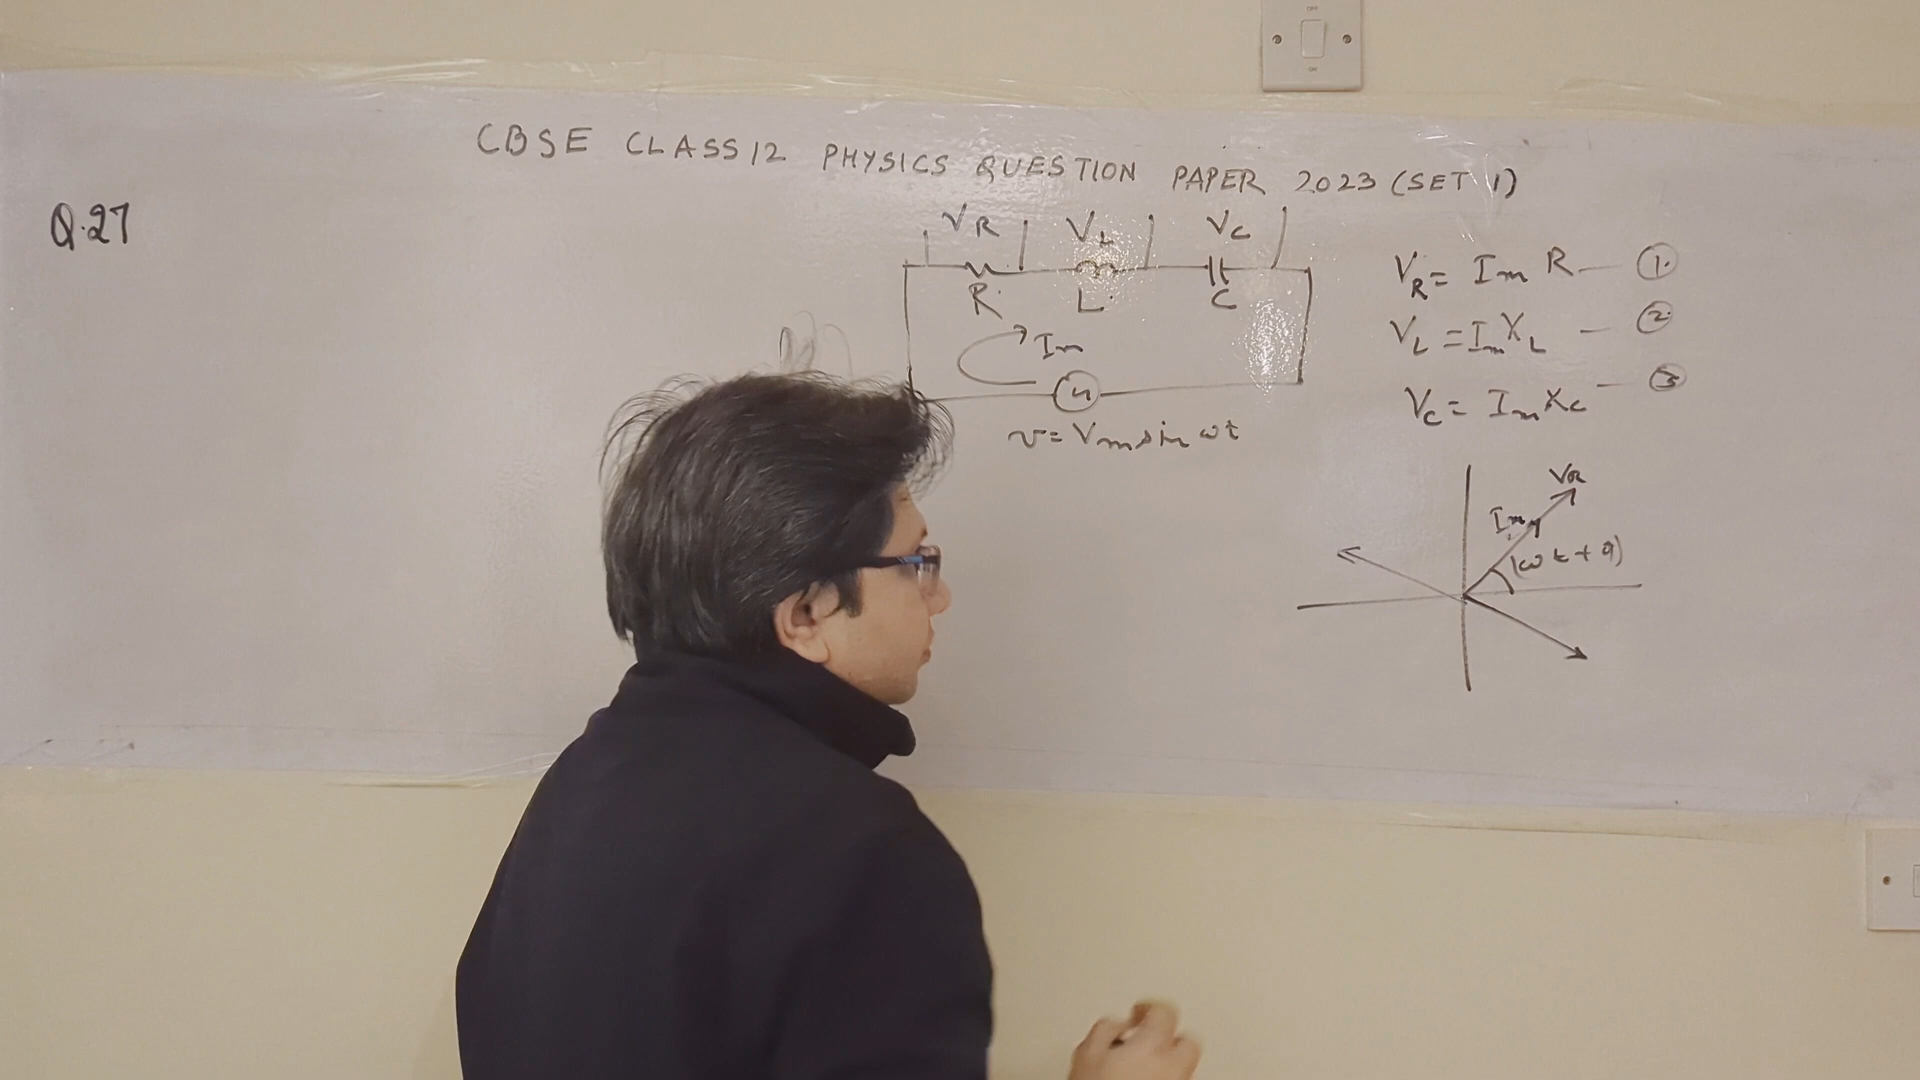 CBSE CLASS 12 PHYSICS QUESTION PAPER 2023 (SET 1)
Q.27
VR VL VC
R L C
Im
v = Vm sin ωt
VR = Im R — ①
VL = Im XL — ②
VC = Im XC — ③
VR
Im
(ωt + φ)
OFF